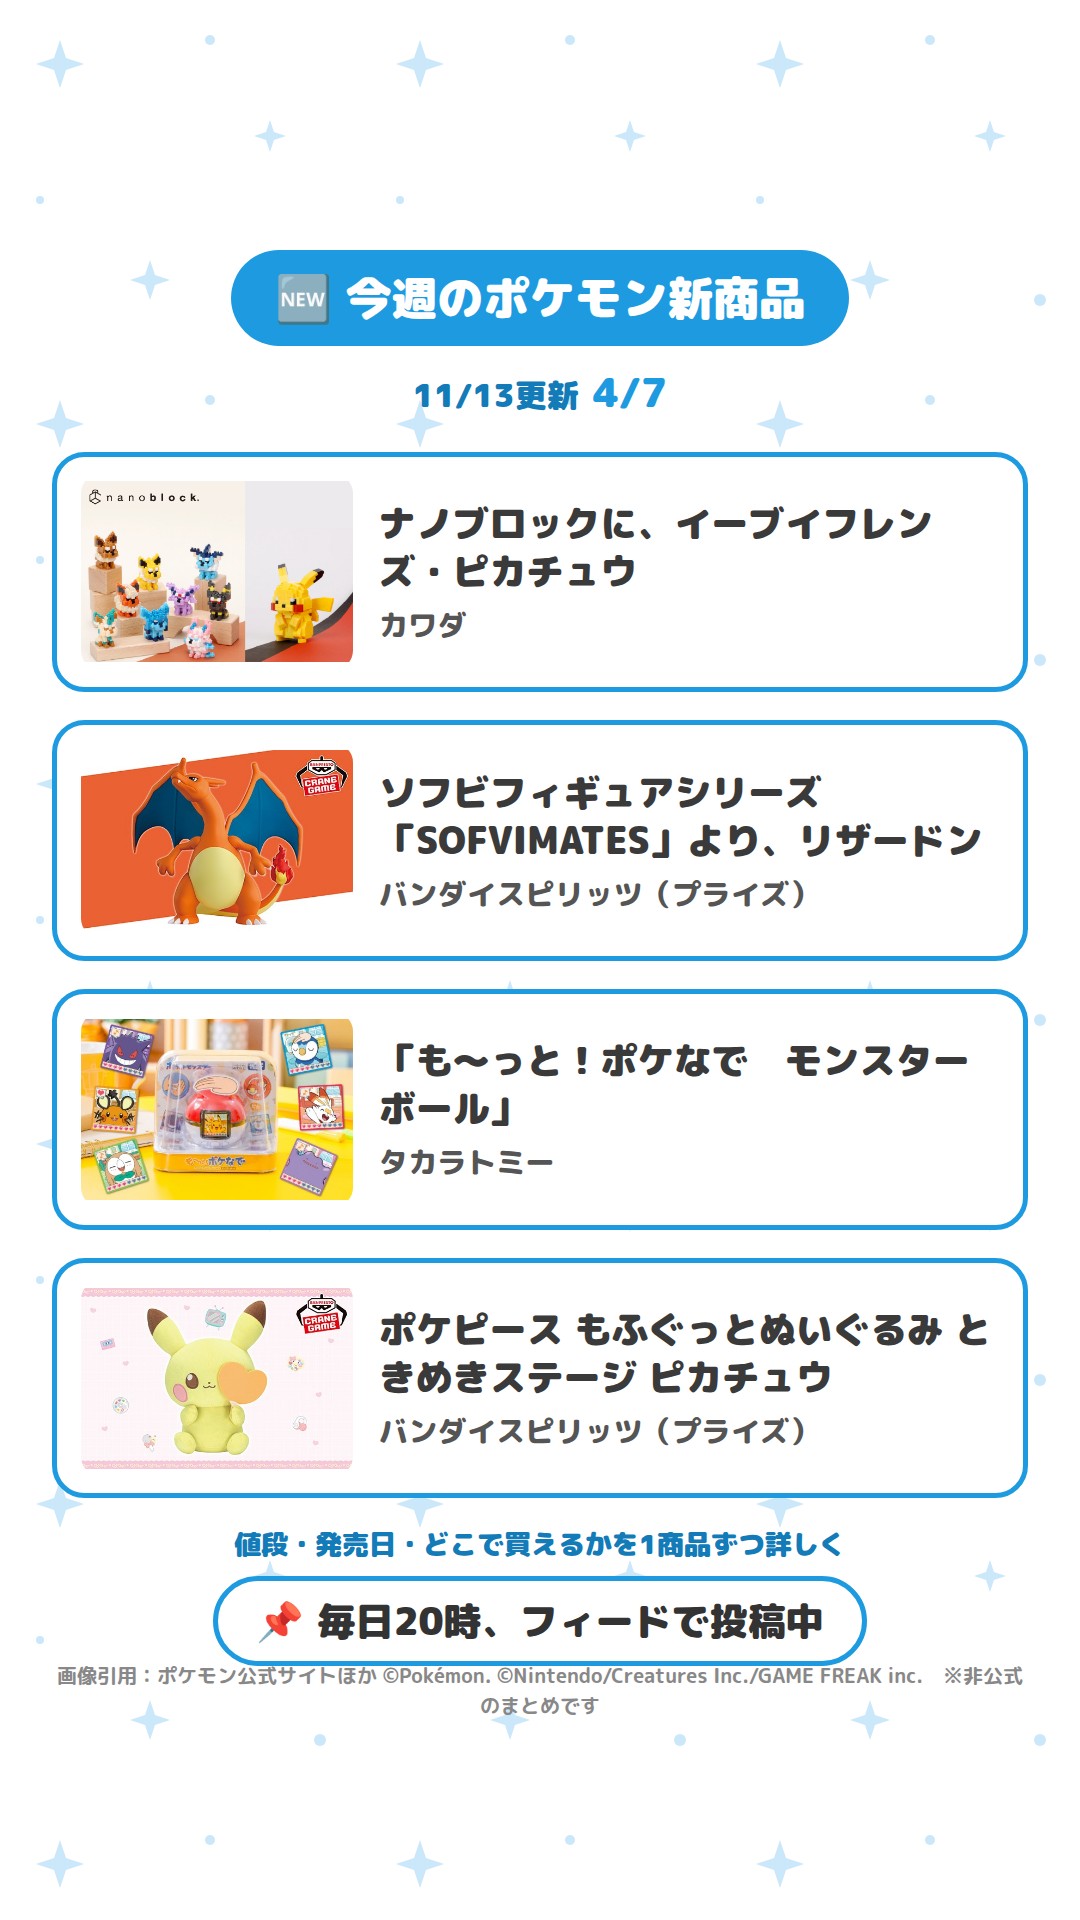 🆕 今週のポケモン新商品
11/13更新 4/7
nanoblock.
ナノブロックに、イーブイフレン
ズ・ピカチュウ
カワダ
BANPRESTO
CRANE
GAME
ソフビフィギュアシリーズ
「SOFVIMATES」より、リザードン
バンダイスピリッツ（プライズ）
ポケなで
「も〜っと！ポケなで　モンスター
ボール」
タカラトミー
BANPRESTO
CRANE
GAME
ポケピース もふぐっとぬいぐるみ と
きめきステージ ピカチュウ
バンダイスピリッツ（プライズ）
値段・発売日・どこで買えるかを1商品ずつ詳しく
📌 毎日20時、フィードで投稿中
画像引用：ポケモン公式サイトほか ©Pokémon. ©Nintendo/Creatures Inc./GAME FREAK inc.　※非公式
のまとめです